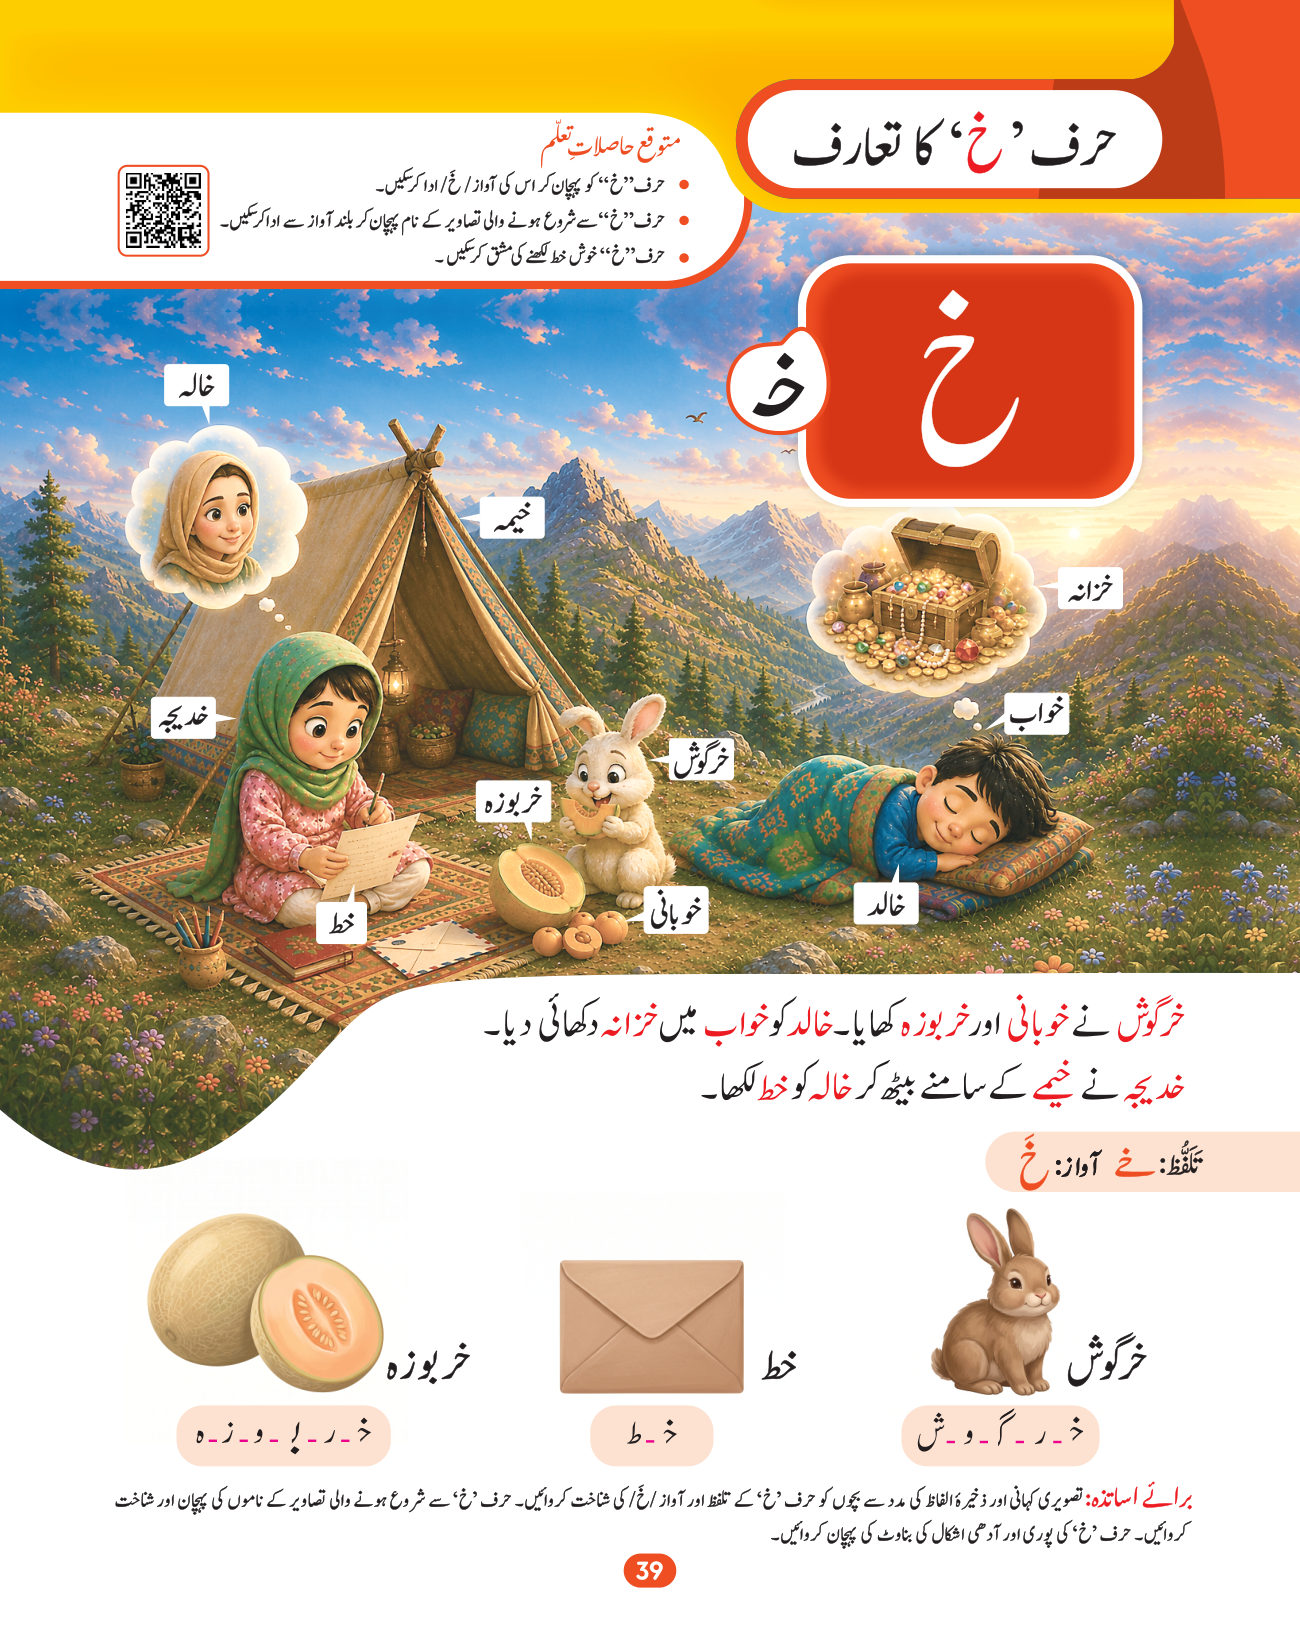 حرف ’خ‘ کا تعارف
متوقع حاصلاتِ تعلّم
• حرف”خ“ کو پہچان کر اس کی آواز /خَ/ ادا کر سکیں۔
• حرف”خ“سے شروع ہونے والی تصاویر کے نام پہچان کر بلند آواز سے ادا کر سکیں۔
• حرف”خ“ خوش خط لکھنے کی مشق کر سکیں ۔
خ
خـ
خالہ
خیمہ
خزانہ
خدیجہ
خواب
خرگوش
خربوزہ
خالد
خوبانی
خط
خرگوش نے خوبانی اور خربوزہ کھایا۔ خالد کو خواب میں خزانہ دکھائی دیا۔
خدیجہ نے خیمے کے سامنے بیٹھ کر خالہ کو خط لکھا۔
تَلَفُّظ: خے آواز: خَ
خرگوش
خط
خربوزہ
خـ - ر - گـ - و - ش
خـ - ط
خـ - ر - بـ - و - ز - ہ
برائے اساتذہ: تصویری کہانی اور ذخیرۂ الفاظ کی مدد سے بچوں کو حرف ’خ‘ کے تلفظ اور آواز /خَ/ کی شناخت کروائیں۔ حرف ’خ‘ سے شروع ہونے والی تصاویر کے ناموں کی پہچان اور شناخت
کروائیں۔ حرف ’خ‘ کی پوری اور آدھی اشکال کی بناوٹ کی پہچان کروائیں۔
39